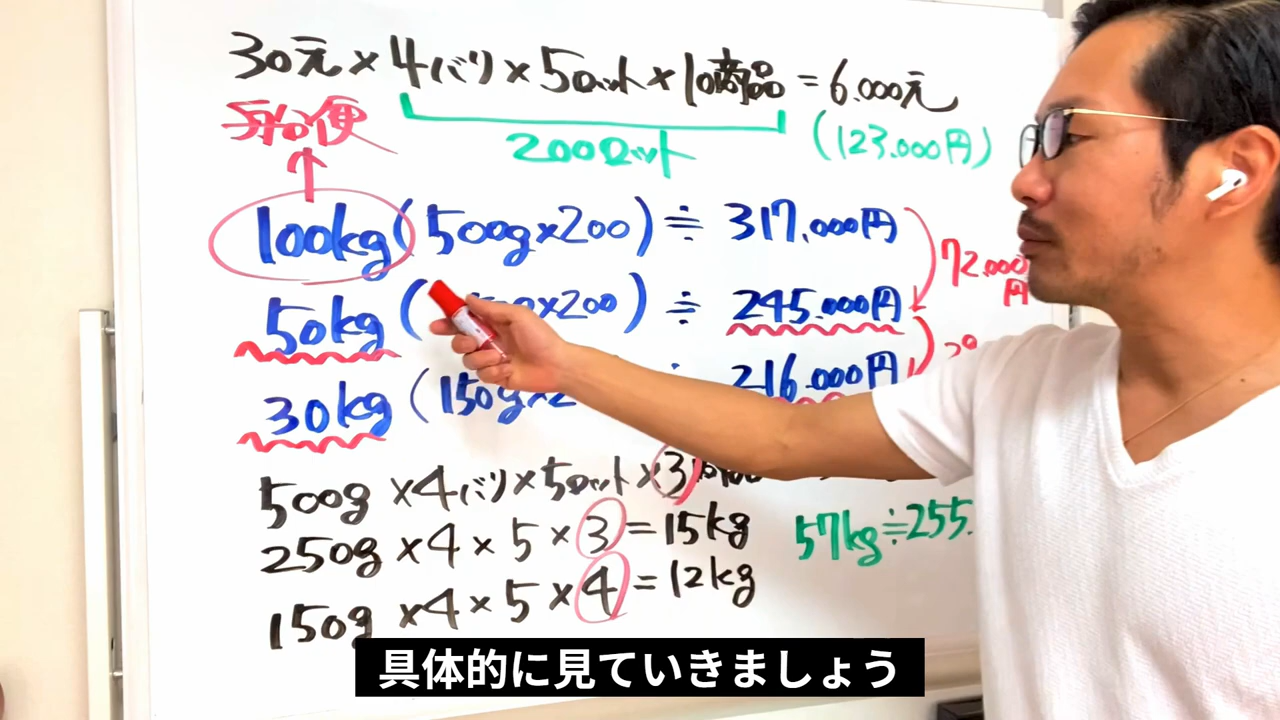 30元×4バリ×5ロット×10商品=6.000元
200ロット
(123.000円)
船便
100kg(500g×200)≒317.000円
72.000円
50kg( ×200)≒245.000円
30kg(150g×2 216.000円
500g×4バリ×5ロット×3
250g×4×5×3=15kg
57kg≒255.
150g×4×5×4=12kg
具体的に見ていきましょう